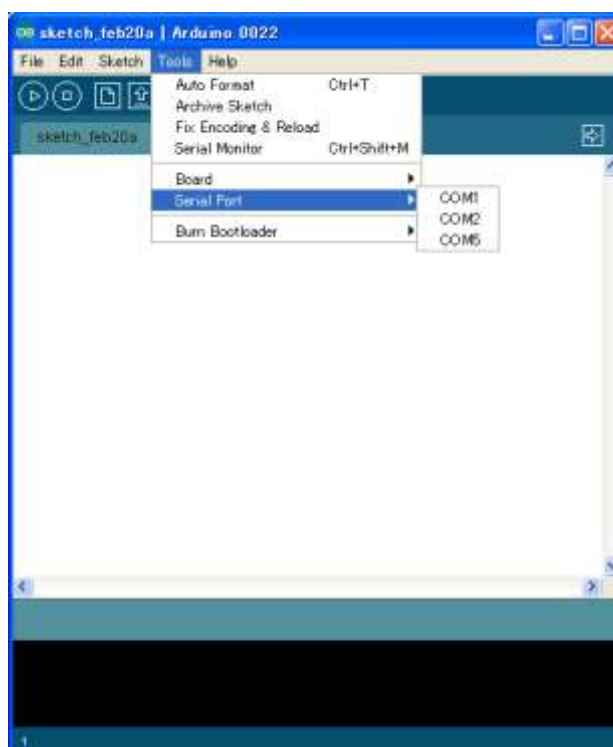 sketch_feb20a | Arduino 0022
File Edit Sketch Tools Help
sketch_feb20a
Auto Format Ctrl+T
Archive Sketch
Fix Encoding & Reload
Serial Monitor Ctrl+Shift+M
Board
Serial Port
Burn Bootloader
COM1
COM2
COM5
1